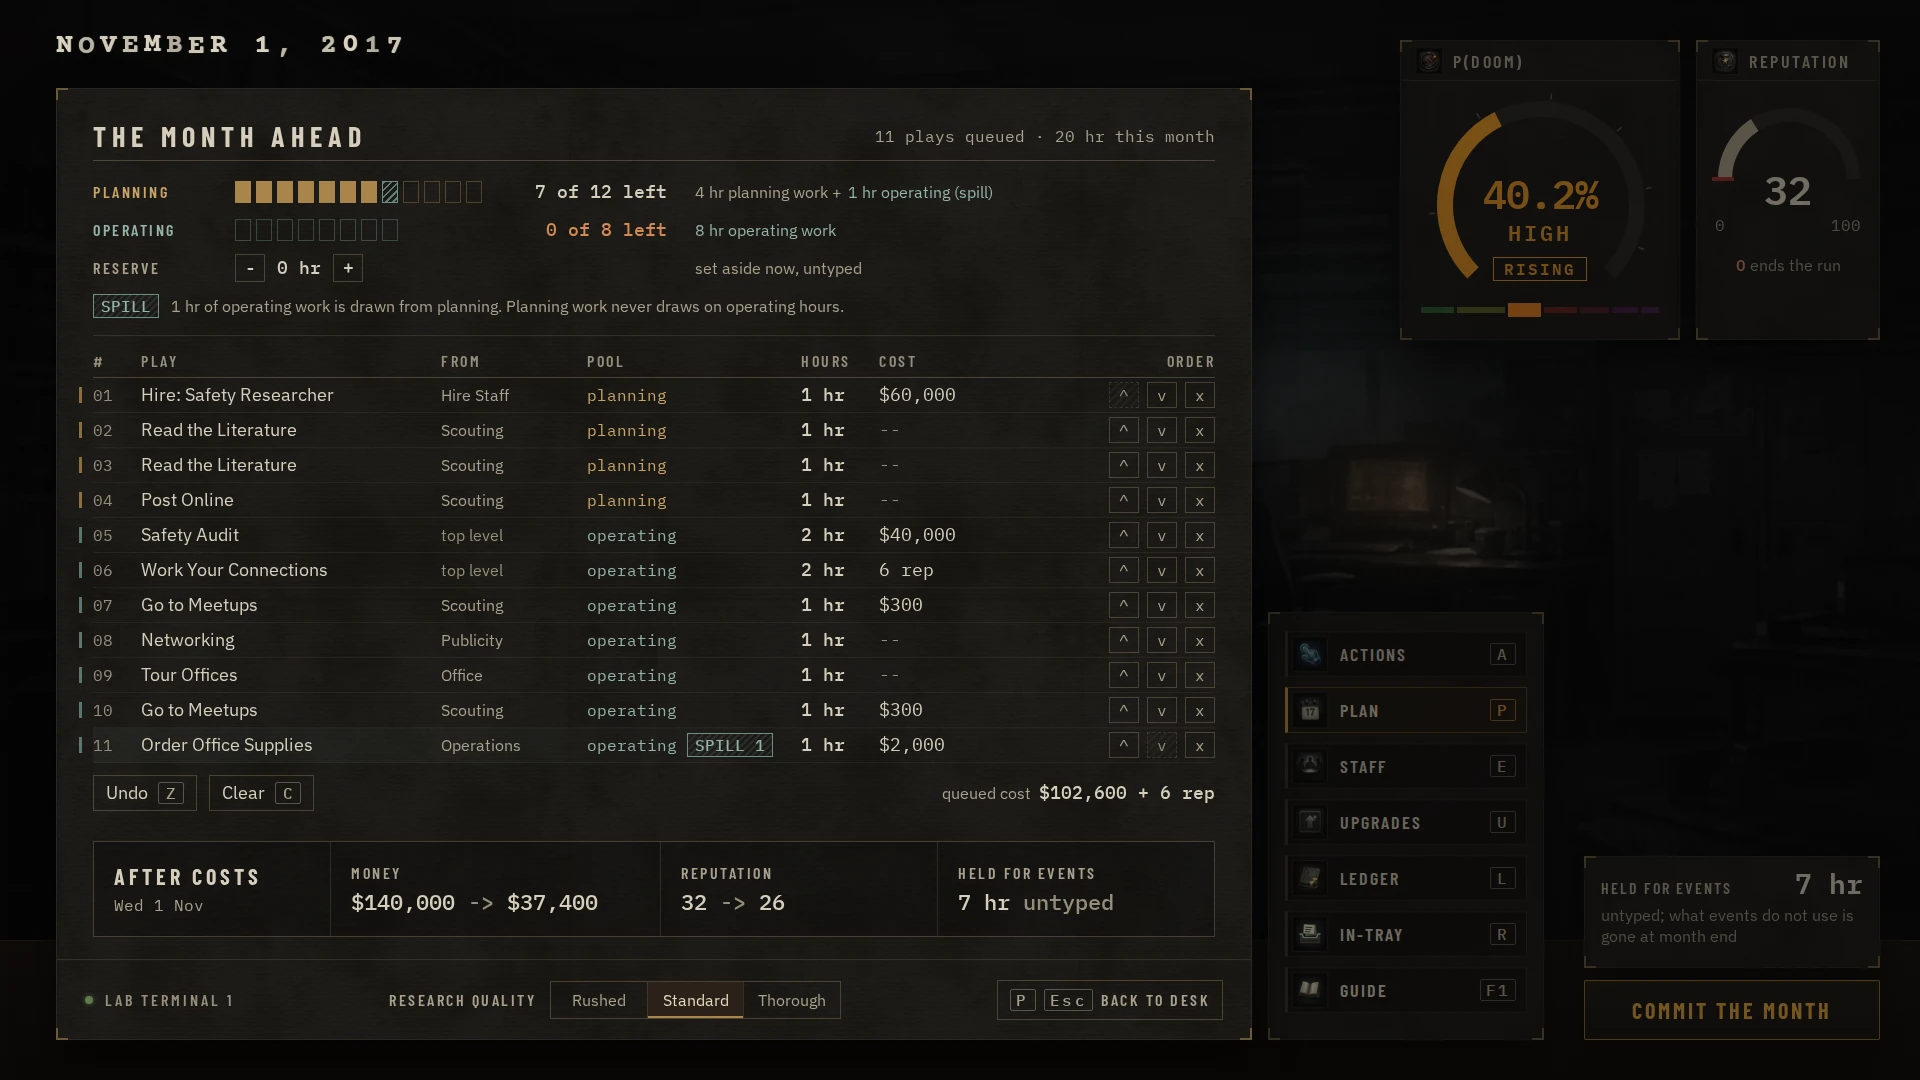 NOVEMBER 1, 2017
THE MONTH AHEAD
11 plays queued · 20 hr this month
PLANNING 7 of 12 left 4 hr planning work + 1 hr operating (spill)
OPERATING 0 of 8 left 8 hr operating work
RESERVE - 0 hr + set aside now, untyped
SPILL 1 hr of operating work is drawn from planning. Planning work never draws on operating hours.
# PLAY FROM POOL HOURS COST ORDER
01 Hire: Safety Researcher Hire Staff planning 1 hr $60,000 ^ v x
02 Read the Literature Scouting planning 1 hr -- ^ v x
03 Read the Literature Scouting planning 1 hr -- ^ v x
04 Post Online Scouting planning 1 hr -- ^ v x
05 Safety Audit top level operating 2 hr $40,000 ^ v x
06 Work Your Connections top level operating 2 hr 6 rep ^ v x
07 Go to Meetups Scouting operating 1 hr $300 ^ v x
08 Networking Publicity operating 1 hr -- ^ v x
09 Tour Offices Office operating 1 hr -- ^ v x
10 Go to Meetups Scouting operating 1 hr $300 ^ v x
11 Order Office Supplies Operations operating SPILL 1 1 hr $2,000 ^ v x
Undo Z Clear C queued cost $102,600 + 6 rep
AFTER COSTS
Wed 1 Nov
MONEY
$140,000 -> $37,400
REPUTATION
32 -> 26
HELD FOR EVENTS
7 hr untyped
LAB TERMINAL 1
RESEARCH QUALITY Rushed Standard Thorough
P Esc BACK TO DESK
P(DOOM)
40.2%
HIGH
RISING
REPUTATION
32
0 100
0 ends the run
ACTIONS A
17 PLAN P
STAFF E
UPGRADES U
LEDGER L
IN-TRAY R
GUIDE F1
HELD FOR EVENTS 7 hr
untyped; what events do not use is
gone at month end
COMMIT THE MONTH